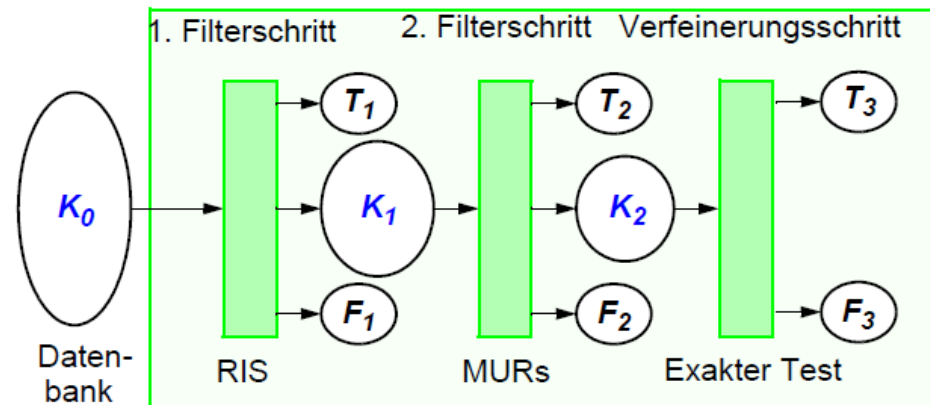 1. Filterschritt
2. Filterschritt
Verfeinerungsschritt
T1
T2
T3
K0
K1
K2
F1
F2
F3
Daten-
bank
RIS
MURs
Exakter Test